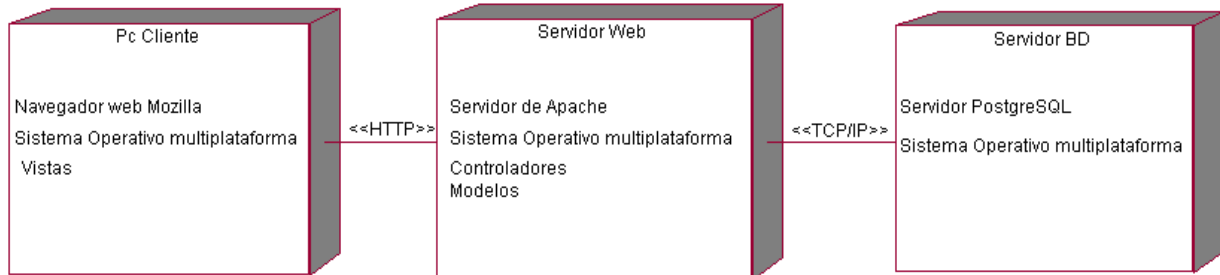 Pc Cliente
Navegador web Mozilla
Sistema Operativo multiplataforma
Vistas
<<HTTP>>
Servidor Web
Servidor de Apache
Sistema Operativo multiplataforma
Controladores
Modelos
<<TCP/IP>>
Servidor BD
Servidor PostgreSQL
Sistema Operativo multiplataforma